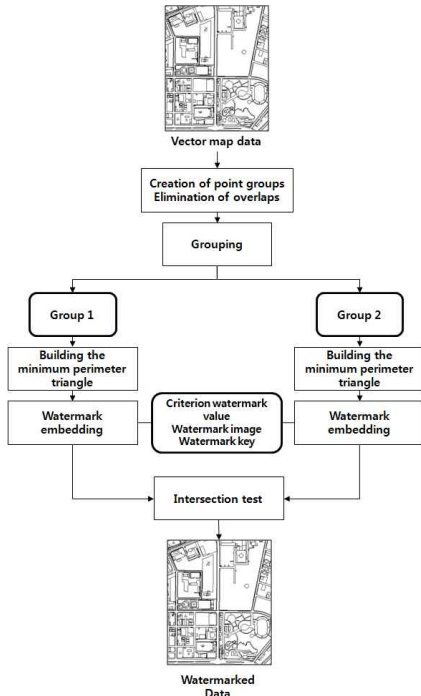 Vector map data
Creation of point groups
Elimination of overlaps
Grouping
Group 1
Group 2
Building the
minimum perimeter
triangle
Building the
minimum perimeter
triangle
Watermark
embedding
Criterion watermark
value
Watermark image
Watermark key
Watermark
embedding
Intersection test
Watermarked
Data